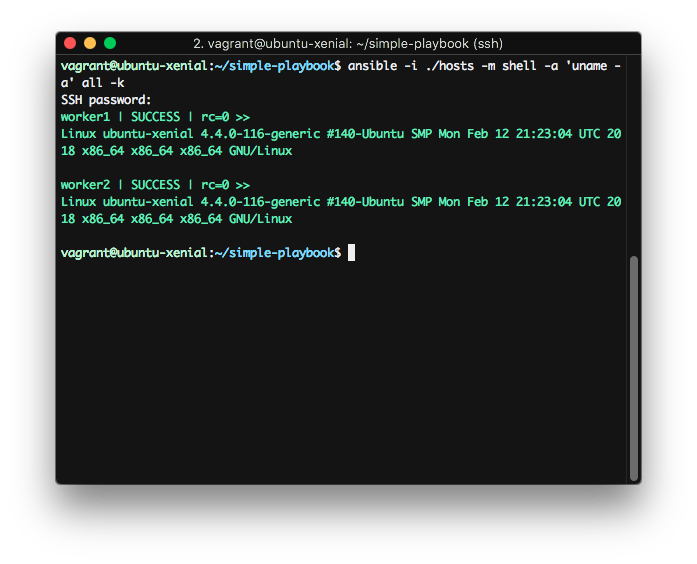 2. vagrant@ubuntu-xenial: ~/simple-playbook (ssh)
vagrant@ubuntu-xenial:~/simple-playbook$ ansible -i ./hosts -m shell -a 'uname -
a' all -k
SSH password:
worker1 | SUCCESS | rc=0 >>
Linux ubuntu-xenial 4.4.0-116-generic #140-Ubuntu SMP Mon Feb 12 21:23:04 UTC 20
18 x86_64 x86_64 x86_64 GNU/Linux
worker2 | SUCCESS | rc=0 >>
Linux ubuntu-xenial 4.4.0-116-generic #140-Ubuntu SMP Mon Feb 12 21:23:04 UTC 20
18 x86_64 x86_64 x86_64 GNU/Linux
vagrant@ubuntu-xenial:~/simple-playbook$